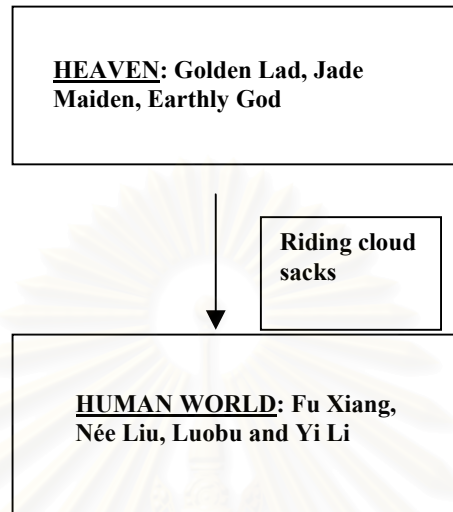 HEAVEN: Golden Lad, Jade
Maiden, Earthly God
Riding cloud
sacks
HUMAN WORLD: Fu Xiang,
Née Liu, Luobu and Yi Li